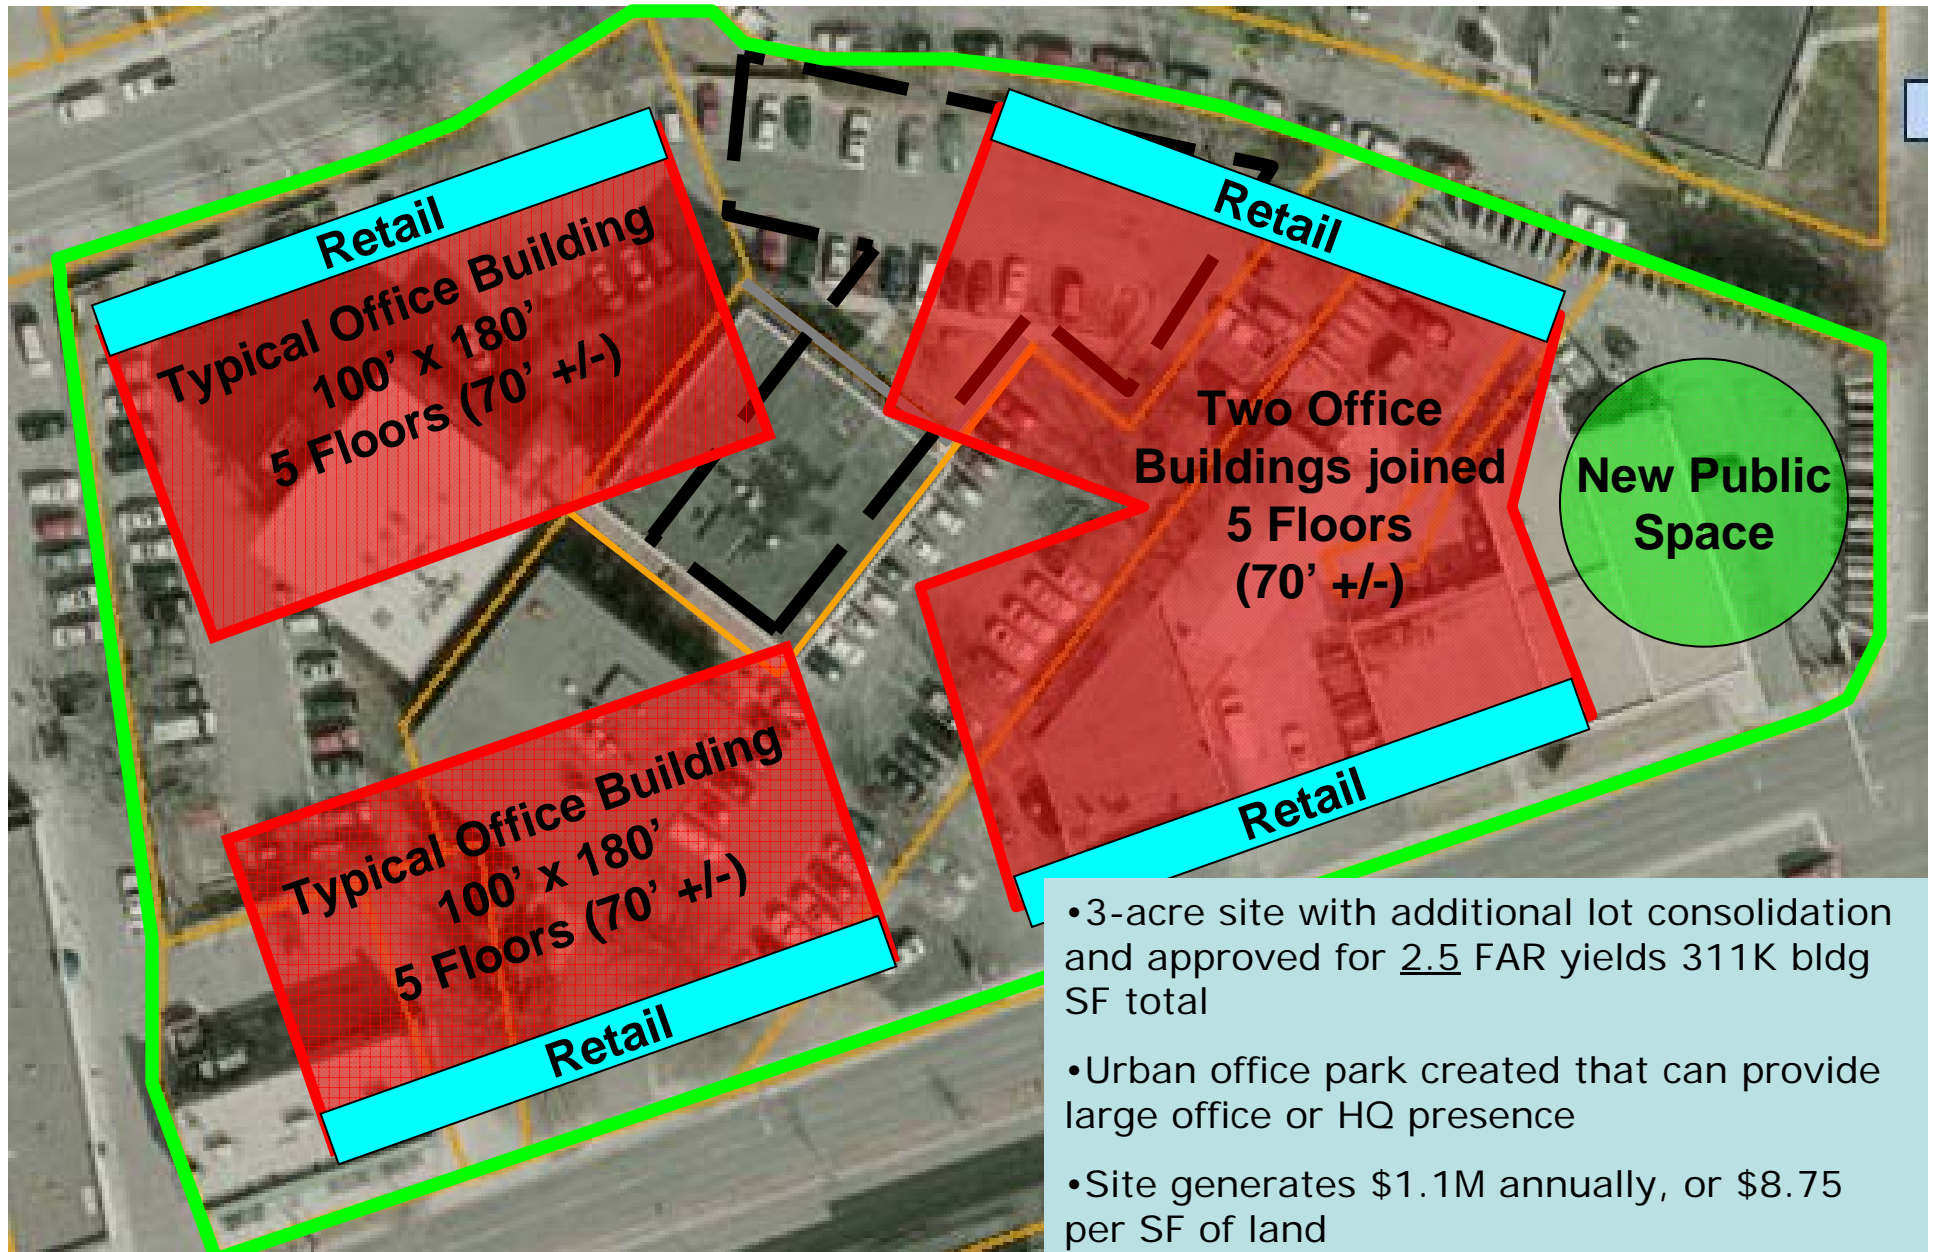 Retail
Typical Office Building
100’ x 180’
5 Floors (70’ +/-)
Retail
Two Office
Buildings joined
5 Floors
(70’ +/-)
New Public
Space
Typical Office Building
100’ x 180’
5 Floors (70’ +/-)
Retail
Retail
•3-acre site with additional lot consolidation
and approved for 2.5 FAR yields 311K bldg
SF total
•Urban office park created that can provide
large office or HQ presence
•Site generates $1.1M annually, or $8.75
per SF of land